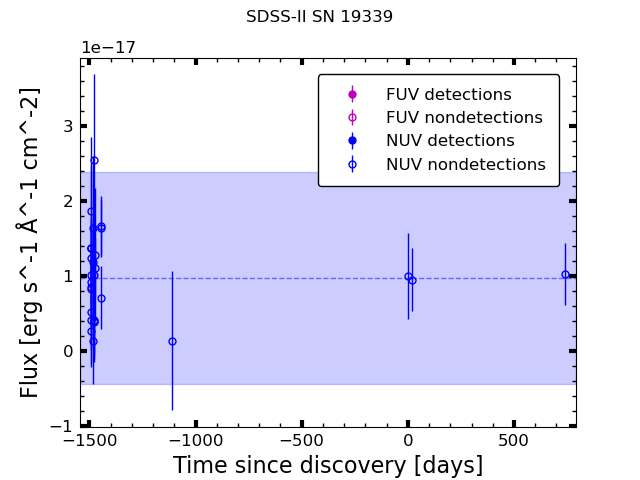 SDSS-II SN 19339
1e−17
FUV detections
FUV nondetections
NUV detections
NUV nondetections
3
2
1
0
−1
Flux [erg s^-1 Å^-1 cm^-2]
−1500 −1000 −500 0 500
Time since discovery [days]